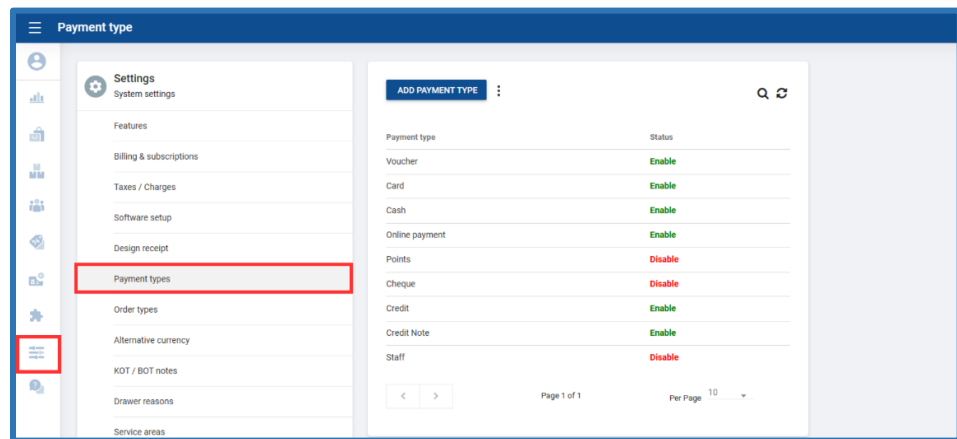 Payment type
Settings
System settings
Features
Billing & subscriptions
Taxes / Charges
Software setup
Design receipt
Payment types
Order types
Alternative currency
KOT / BOT notes
Drawer reasons
Service areas
ADD PAYMENT TYPE
Payment type Status
Voucher Enable
Card Enable
Cash Enable
Online payment Enable
Points Disable
Cheque Disable
Credit Enable
Credit Note Enable
Staff Disable
Page 1 of 1 Per Page 10